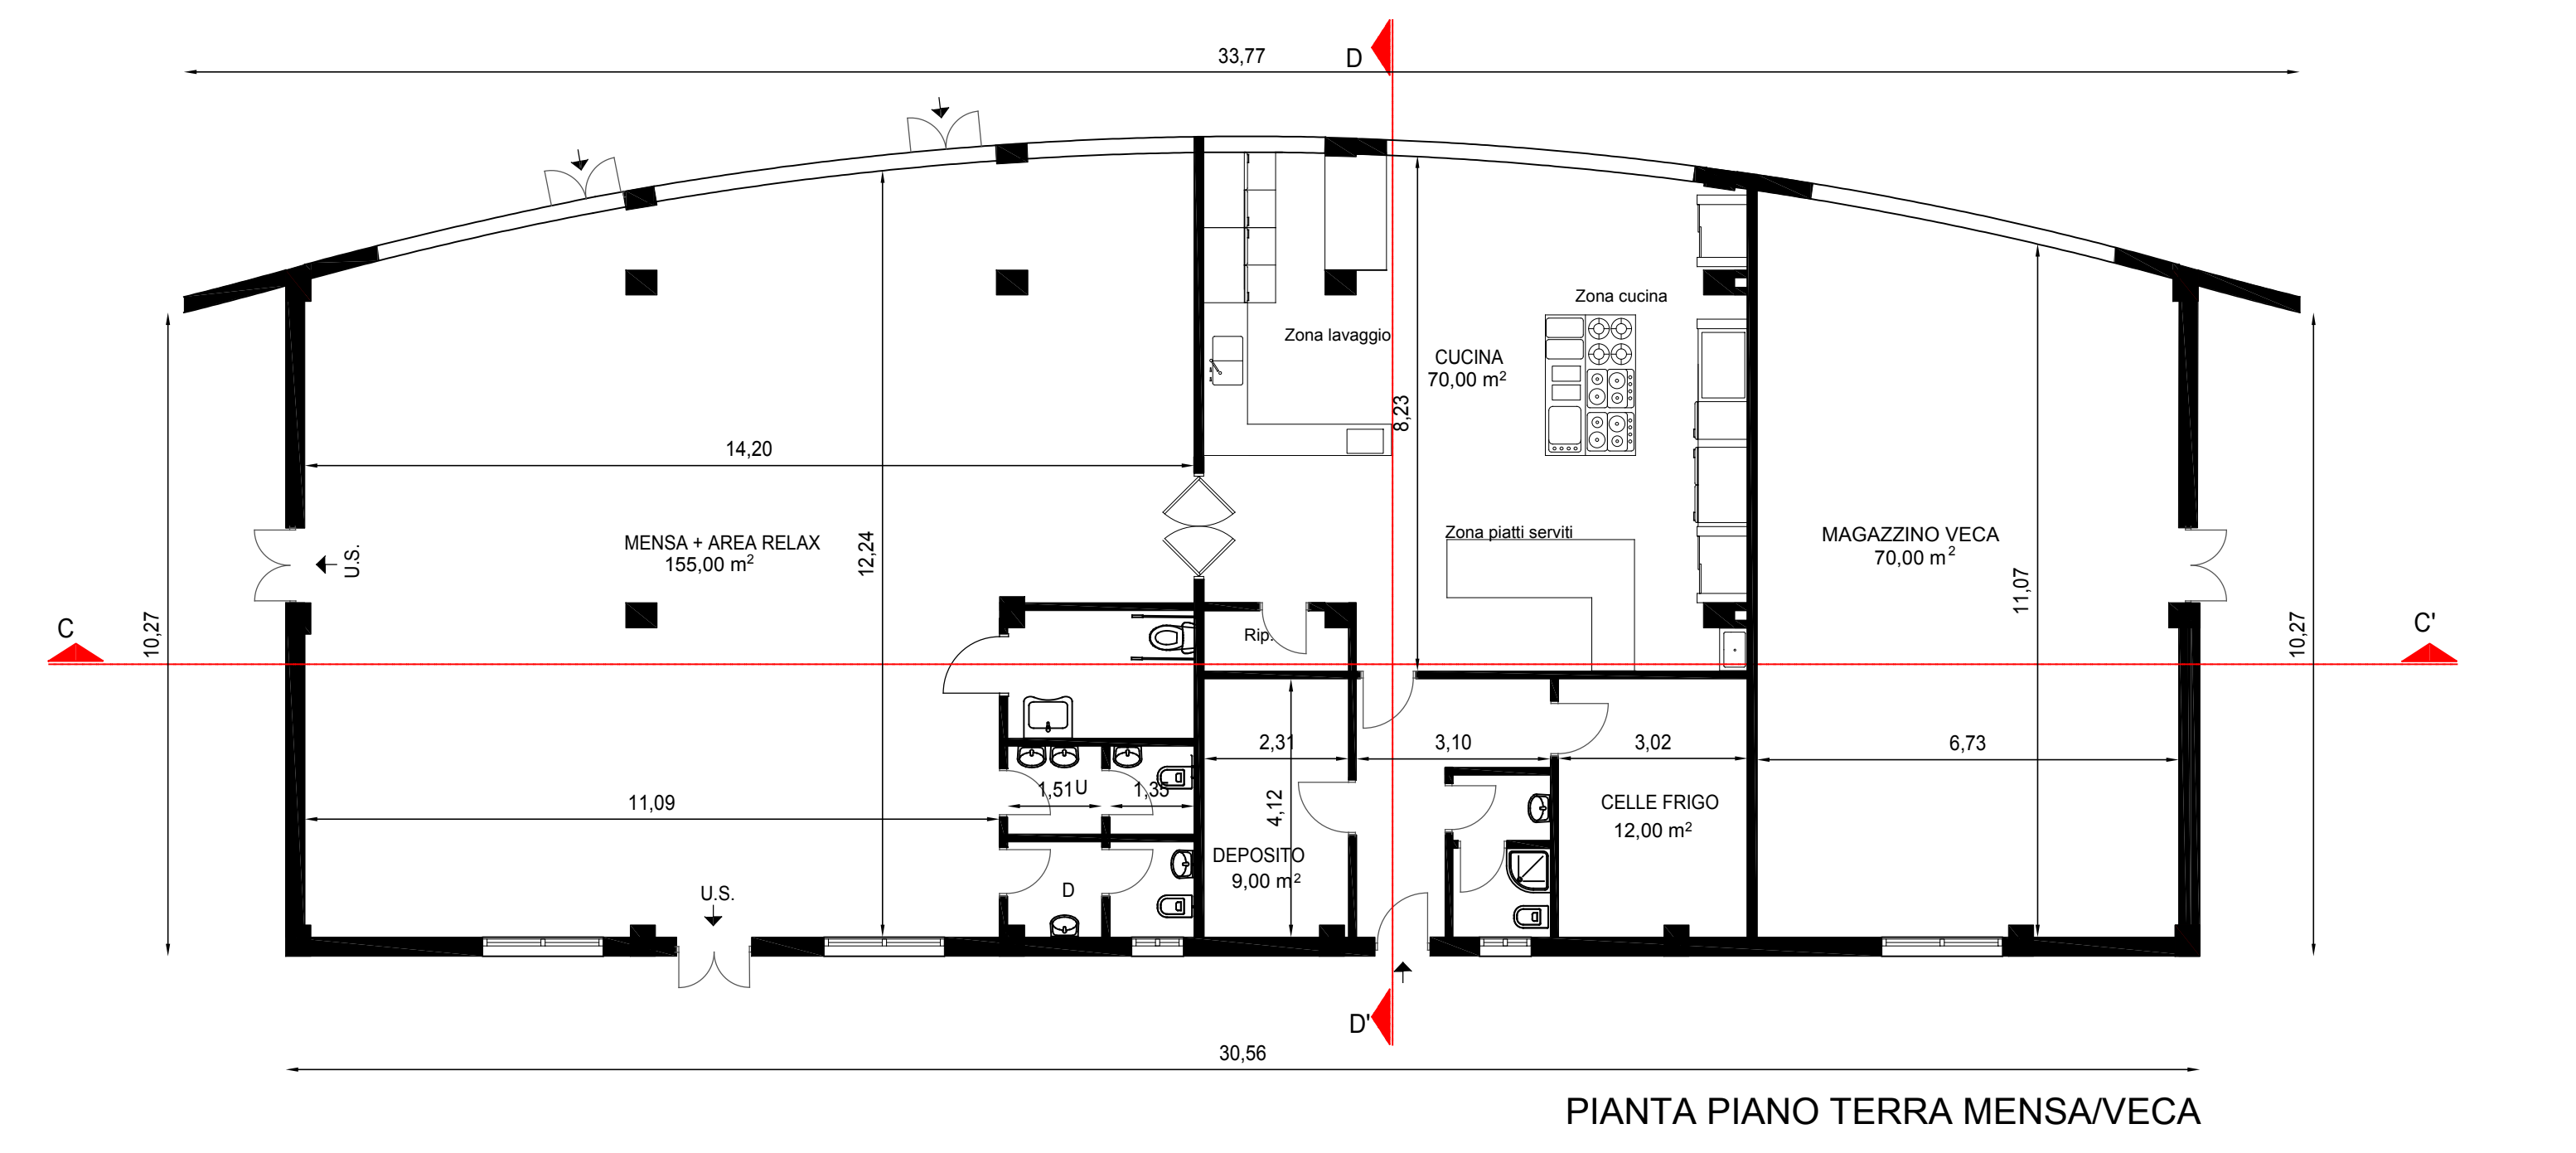 33,77
D
Zona cucina
Zona lavaggio
CUCINA
70,00 m²
8,23
14,20
MENSA + AREA RELAX
155,00 m²
12,24
U.S.
Zona piatti serviti
MAGAZZINO VECA
70,00 m²
11,07
C
10,27
Rip.
C'
10,27
2,31
3,10
3,02
6,73
1,51
U
1,35
11,09
4,12
CELLE FRIGO
12,00 m²
DEPOSITO
9,00 m²
D
U.S.
D'
30,56
PIANTA PIANO TERRA MENSA/VECA